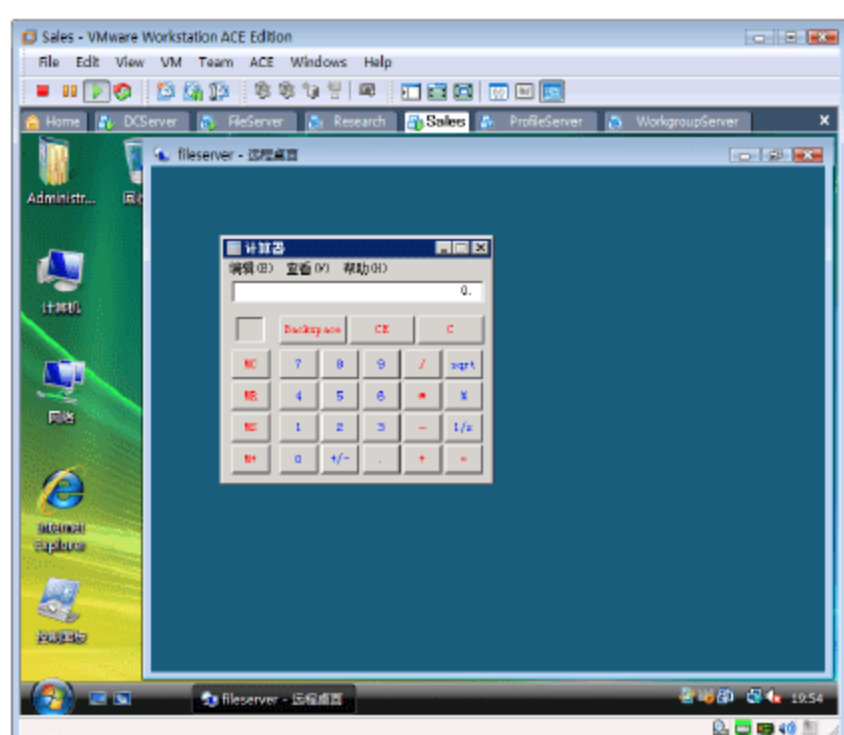 Sales - VMware Workstation ACE Edition
File Edit View VM Team ACE Windows Help
Home DCServer FileServer Research Sales ProfileServer WorkgroupServer
fileserver - 远程桌面
Administr...
计算机
网络
Internet Explorer
控制面板
计算器
编辑(E) 查看(V) 帮助(H)
0.
Backspace CE C
MC 7 8 9 / sqrt
MR 4 5 6 * %
MS 1 2 3 - 1/x
M+ 0 +/- . + =
fileserver - 远程桌面
19:54